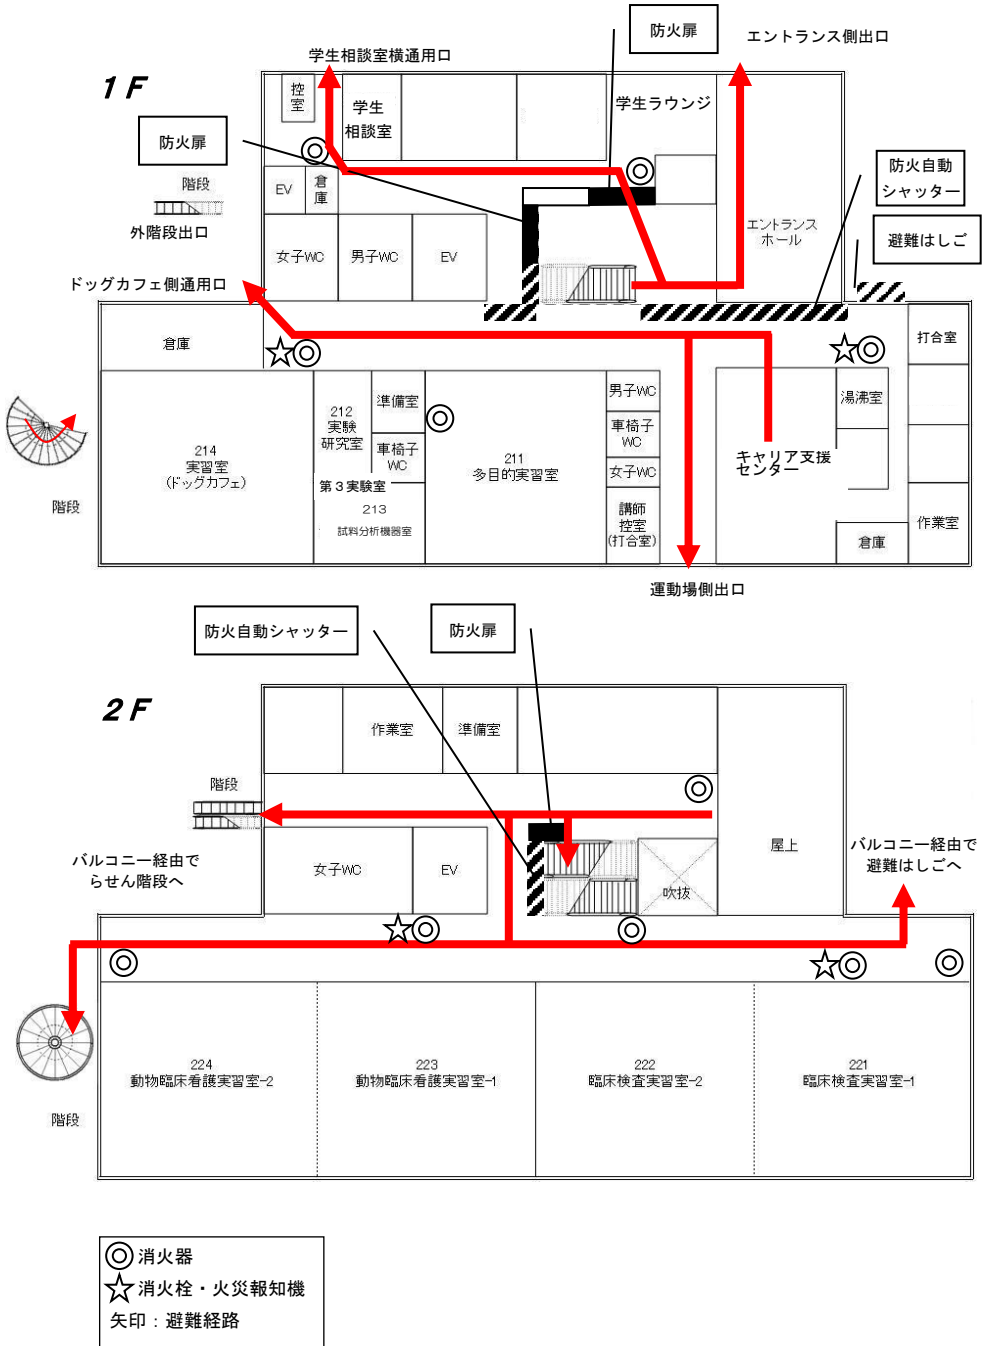 防火扉
エントランス側出口
学生相談室横通用口
1F
控
室
学生
相談室
学生ラウンジ
防火扉
防火自動
シャッター
階段
EV
倉
庫
外階段出口
エントランス
ホール
避難はしご
女子WC
男子WC
EV
ドッグカフェ側通用口
倉庫
打合室
男子WC
準備室
湯沸室
212
実験
研究室
車椅子
WC
車椅子
WC
214
実習室
(ドッグカフェ)
211
多目的実習室
女子WC
キャリア支援
センター
第3実験室
213
試料分析機器室
講師
控室
(打合室)
階段
作業室
倉庫
運動場側出口
防火自動シャッター
防火扉
2F
作業室
準備室
階段
屋上
バルコニー経由で
らせん階段へ
バルコニー経由で
避難はしごへ
女子WC
EV
吹抜
224
動物臨床看護実習室-2
223
動物臨床看護実習室-1
222
臨床検査実習室-2
221
臨床検査実習室-1
階段
消火器
消火栓・火災報知機
矢印：避難経路